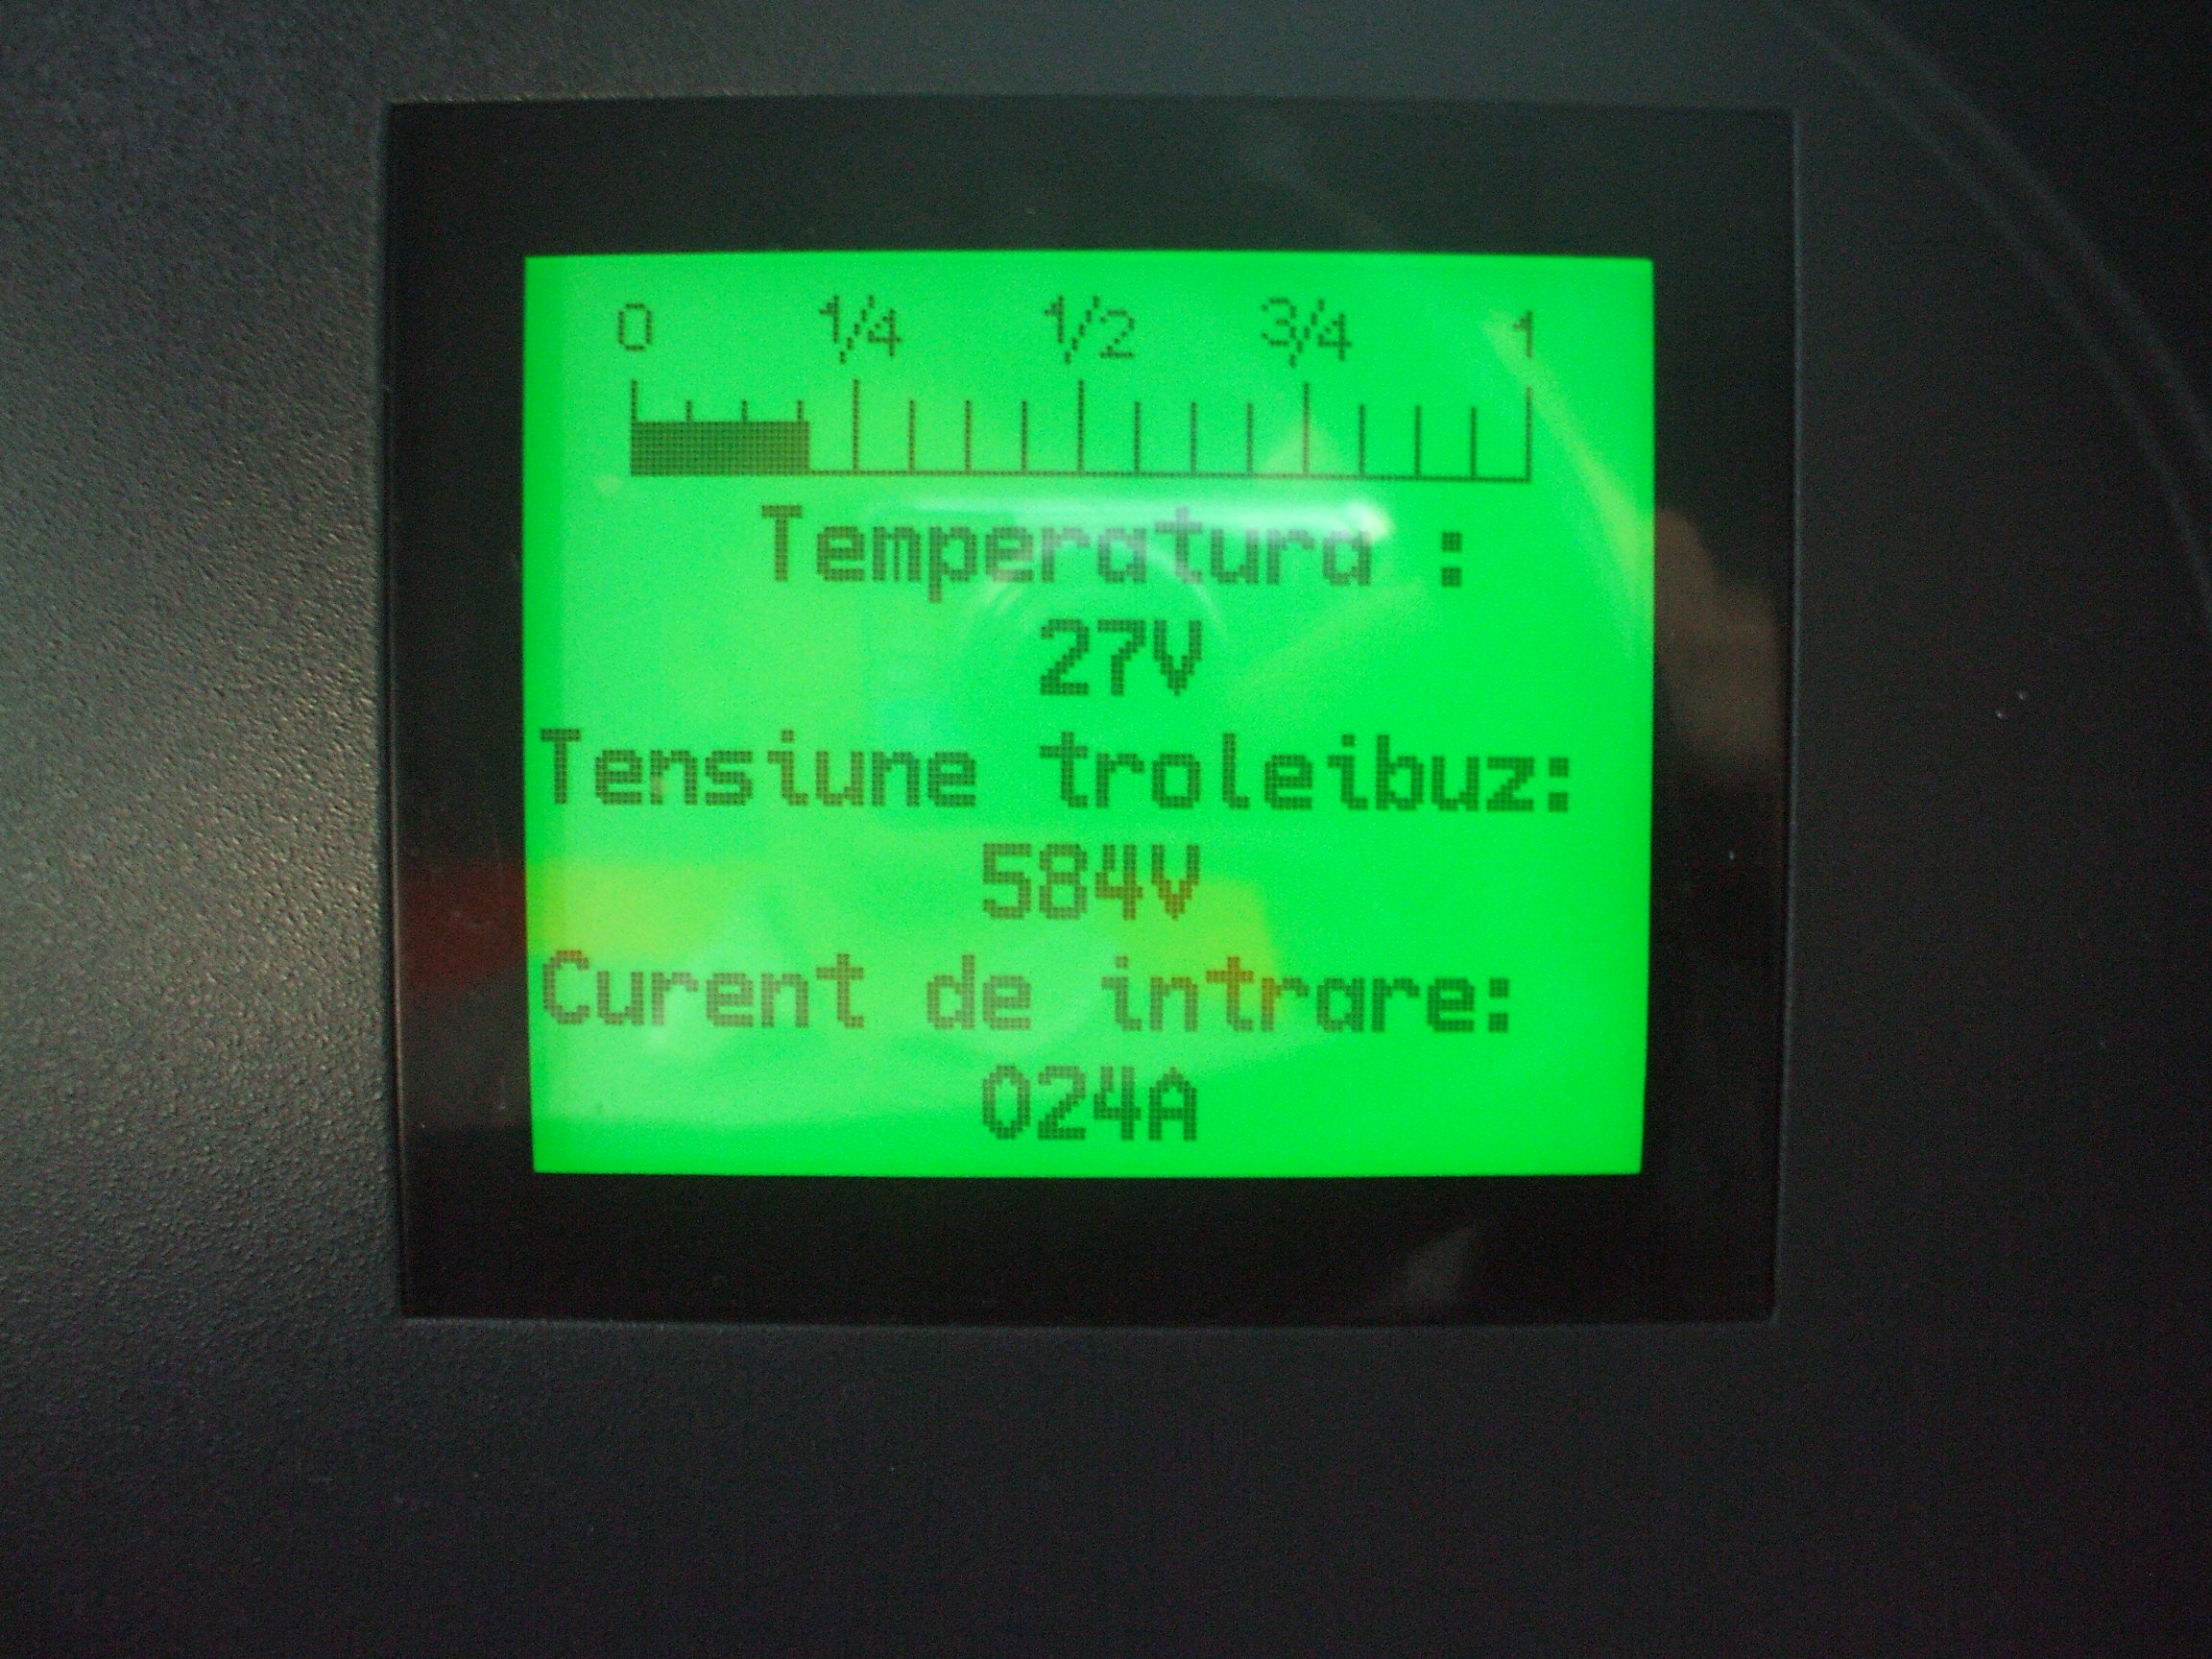 0 1/4 1/2 3/4 1
Temperatura :
27V
Tensiune troleibuz:
584V
Curent de intrare:
024A